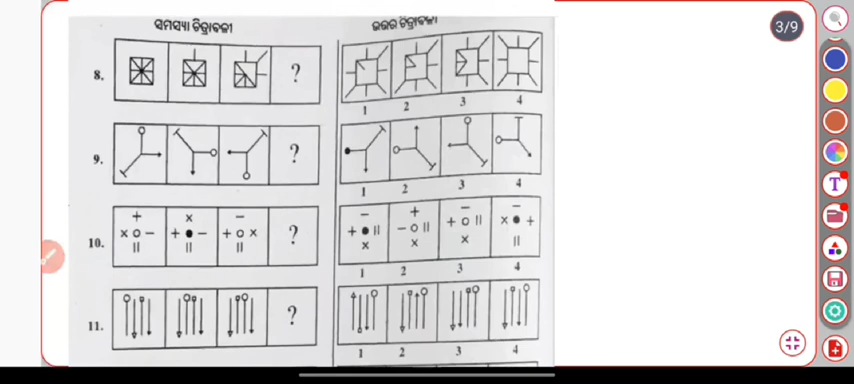 ସମସ୍ୟା ଚିତ୍ରାବଳୀ
ଉତ୍ତର ଚିତ୍ରାବଳୀ
3/9
8. ?
1 2 3 4
9. ?
1 2 3 4
10. + × − ?
× −
+ −
+ ×
− + − −
+ − + × +
× × ×
1 2 3 4
11. ?
1 2 3 4
T